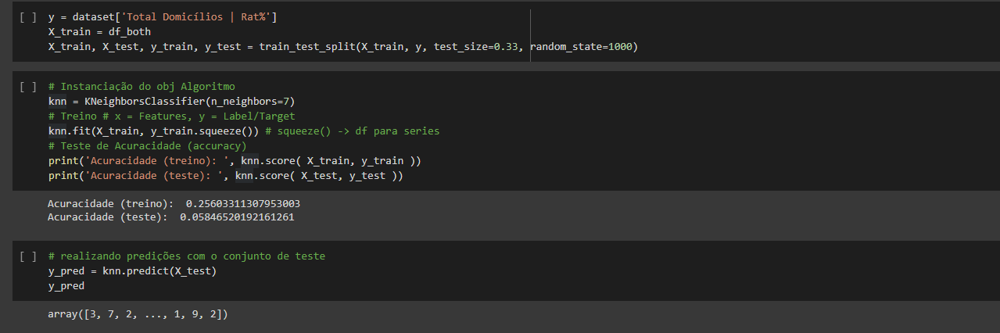 [ ] y = dataset['Total Domicílios | Rat%']
X_train = df_both
X_train, X_test, y_train, y_test = train_test_split(X_train, y, test_size=0.33, random_state=1000)
[ ] # Instanciação do obj Algoritmo
knn = KNeighborsClassifier(n_neighbors=7)
# Treino # x = Features, y = Label/Target
knn.fit(X_train, y_train.squeeze()) # squeeze() -> df para series
# Teste de Acuracidade (accuracy)
print('Acuracidade (treino): ', knn.score( X_train, y_train ))
print('Acuracidade (teste): ', knn.score( X_test, y_test ))
Acuracidade (treino):  0.25603311307953003
Acuracidade (teste):  0.05846520192161261
[ ] # realizando predições com o conjunto de teste
y_pred = knn.predict(X_test)
y_pred
array([3, 7, 2, ..., 1, 9, 2])